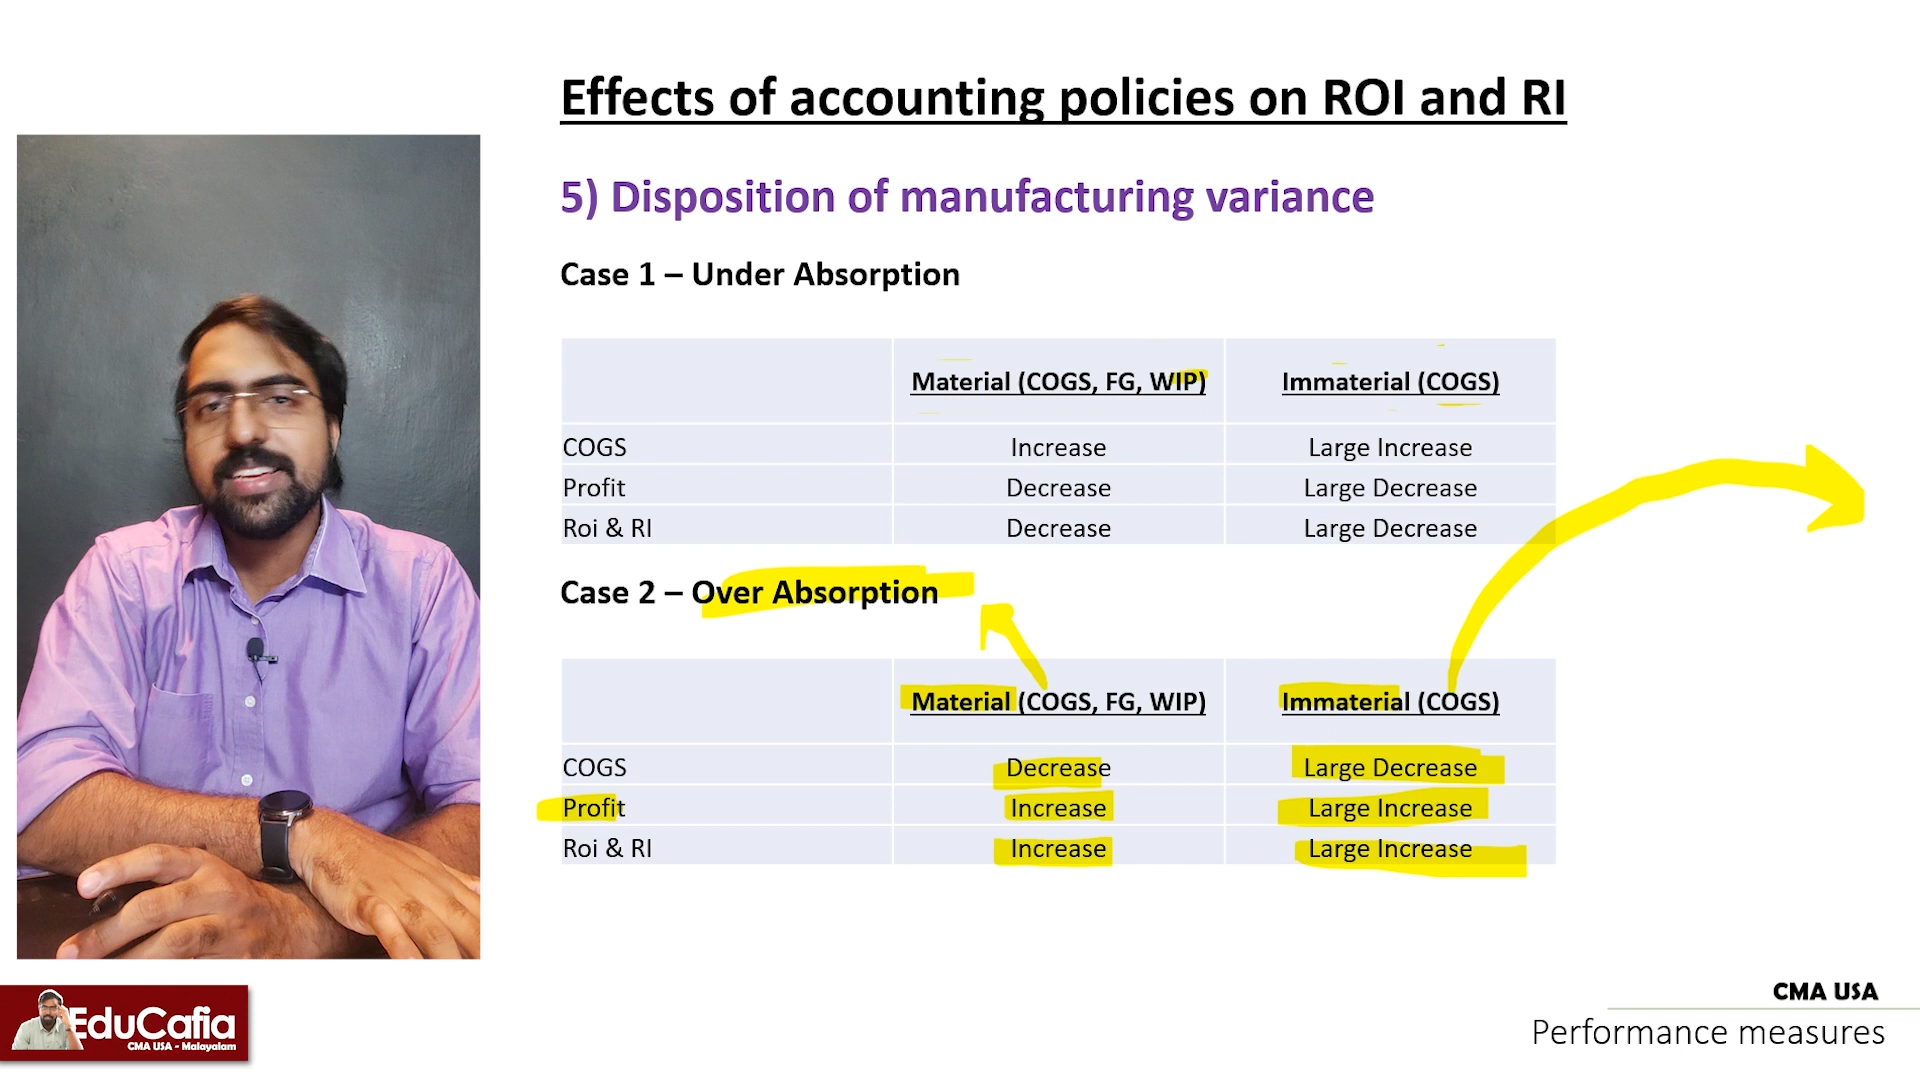 Effects of accounting policies on ROI and RI
5) Disposition of manufacturing variance
Case 1 – Under Absorption
Material (COGS, FG, WIP) Immaterial (COGS)
COGS Increase Large Increase
Profit Decrease Large Decrease
Roi & RI Decrease Large Decrease
Case 2 – Over Absorption
Material (COGS, FG, WIP) Immaterial (COGS)
COGS Decrease Large Decrease
Profit Increase Large Increase
Roi & RI Increase Large Increase
EduCafia
CMA USA - Malayalam
CMA USA
Performance measures